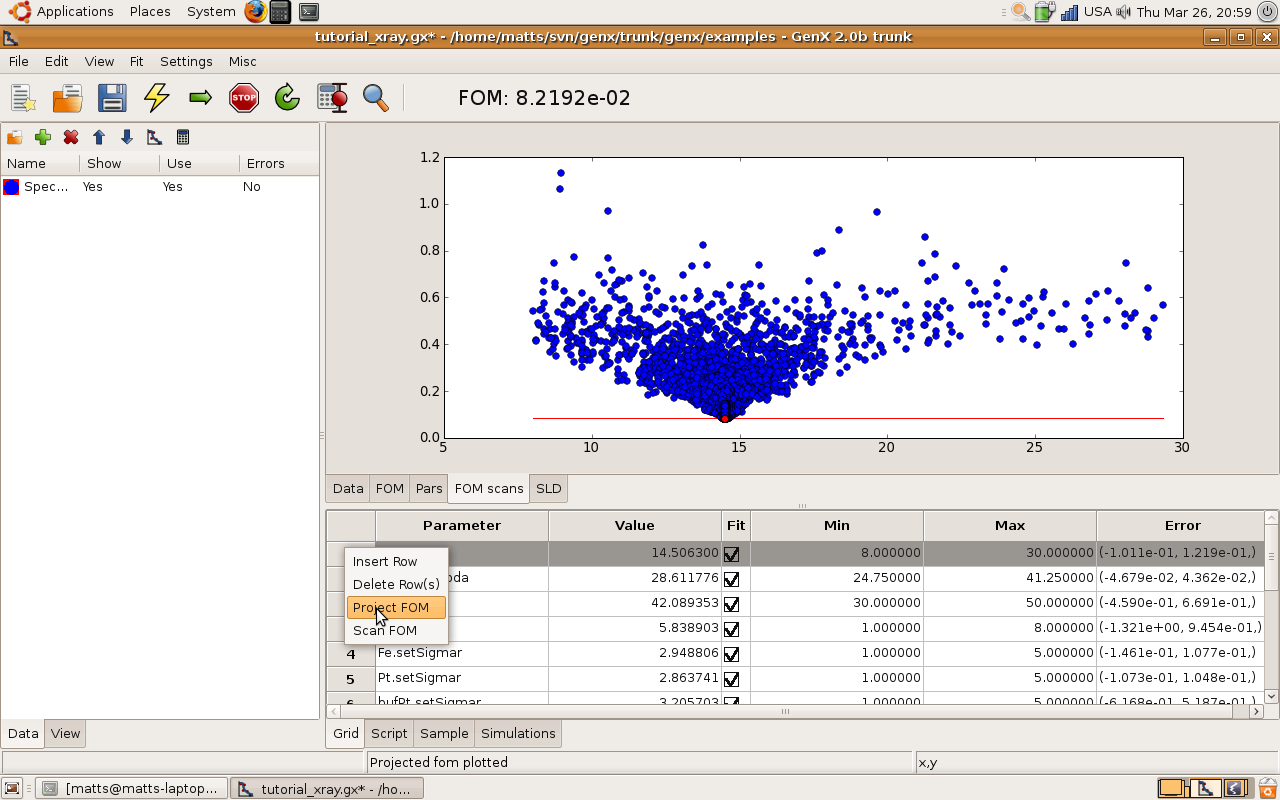 Applications Places System USA Thu Mar 26, 20:59
tutorial_xray.gx* - /home/matts/svn/genx/trunk/genx/examples - GenX 2.0b trunk
File Edit View Fit Settings Misc
STOP FOM: 8.2192e-02
Name Show Use Errors
Spec... Yes Yes No
1.2
1.0
0.8
0.6
0.4
0.2
0.0
5 10 15 20 25 30
Data FOM Pars FOM scans SLD
Parameter Value Fit Min Max Error
14.506300 8.000000 30.000000 (-1.011e-01, 1.219e-01,)
28.611776 24.750000 41.250000 (-4.679e-02, 4.362e-02,)
42.089353 30.000000 50.000000 (-4.590e-01, 6.691e-01,)
5.838903 1.000000 8.000000 (-1.321e+00, 9.454e-01,)
4 Fe.setSigmar 2.948806 1.000000 5.000000 (-1.461e-01, 1.077e-01,)
5 Pt.setSigmar 2.863741 1.000000 5.000000 (-1.073e-01, 1.048e-01,)
6 bufPt.setSigmar 3.205703 1.000000 5.000000 (-6.168e-01, 5.187e-01,)
Insert Row
Delete Row(s)
Project FOM
Scan FOM
Data View
Grid Script Sample Simulations
Projected fom plotted x,y
[matts@matts-laptop... tutorial_xray.gx* - /ho...